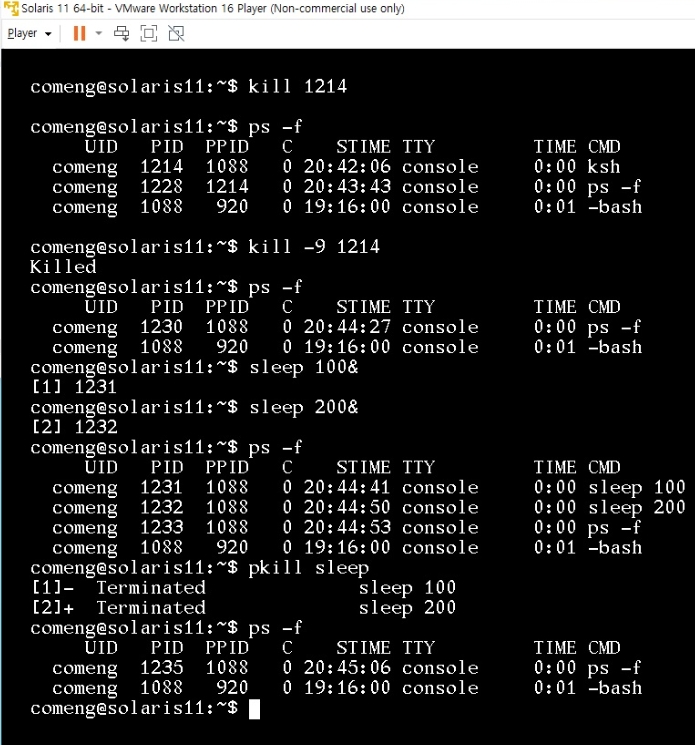 Solaris 11 64-bit - VMware Workstation 16 Player (Non-commercial use only)
Player
comeng@solaris11:~$ kill 1214
comeng@solaris11:~$ ps -f
UID PID PPID C STIME TTY TIME CMD
comeng 1214 1088 0 20:42:06 console 0:00 ksh
comeng 1228 1214 0 20:43:43 console 0:00 ps -f
comeng 1088 920 0 19:16:00 console 0:01 -bash
comeng@solaris11:~$ kill -9 1214
Killed
comeng@solaris11:~$ ps -f
UID PID PPID C STIME TTY TIME CMD
comeng 1230 1088 0 20:44:27 console 0:00 ps -f
comeng 1088 920 0 19:16:00 console 0:01 -bash
comeng@solaris11:~$ sleep 100&
[1] 1231
comeng@solaris11:~$ sleep 200&
[2] 1232
comeng@solaris11:~$ ps -f
UID PID PPID C STIME TTY TIME CMD
comeng 1231 1088 0 20:44:41 console 0:00 sleep 100
comeng 1232 1088 0 20:44:50 console 0:00 sleep 200
comeng 1233 1088 0 20:44:53 console 0:00 ps -f
comeng 1088 920 0 19:16:00 console 0:01 -bash
comeng@solaris11:~$ pkill sleep
[1]- Terminated sleep 100
[2]+ Terminated sleep 200
comeng@solaris11:~$ ps -f
UID PID PPID C STIME TTY TIME CMD
comeng 1235 1088 0 20:45:06 console 0:00 ps -f
comeng 1088 920 0 19:16:00 console 0:01 -bash
comeng@solaris11:~$